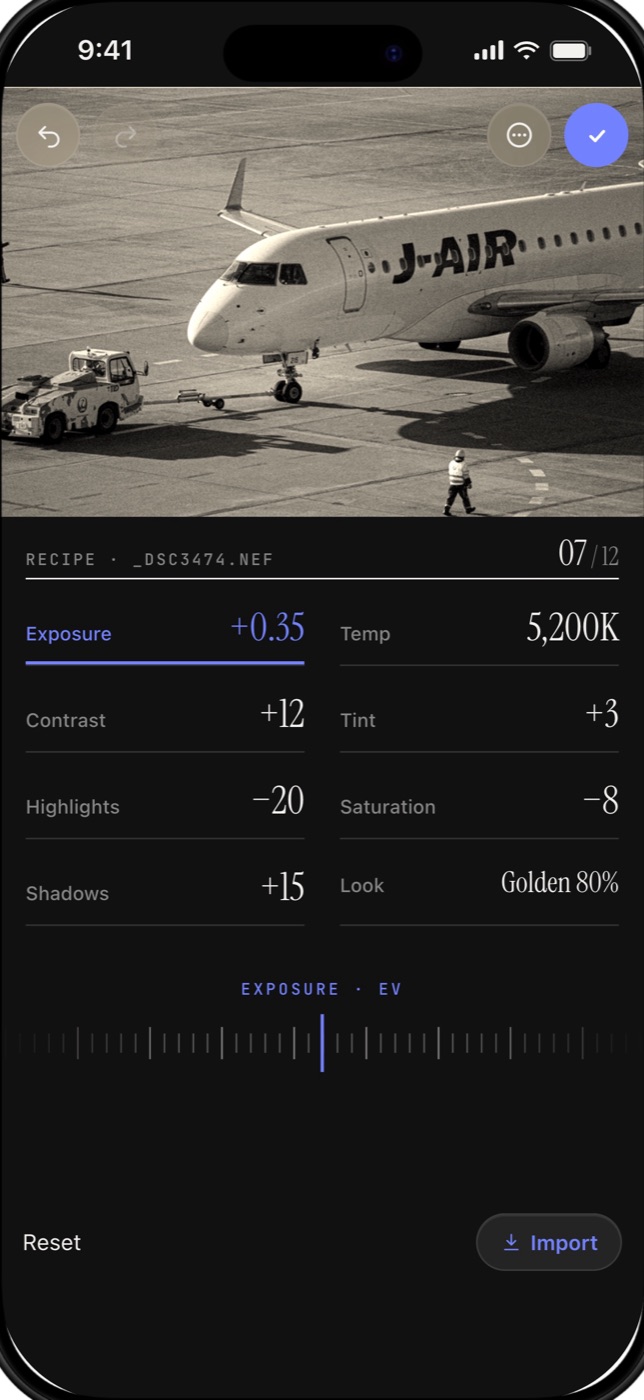 9:41
J-AIR
RECIPE · _DSC3474.NEF 07/12
Exposure +0.35
Temp 5,200K
Contrast +12
Tint +3
Highlights −20
Saturation −8
Shadows +15
Look Golden 80%
EXPOSURE · EV
Reset
Import